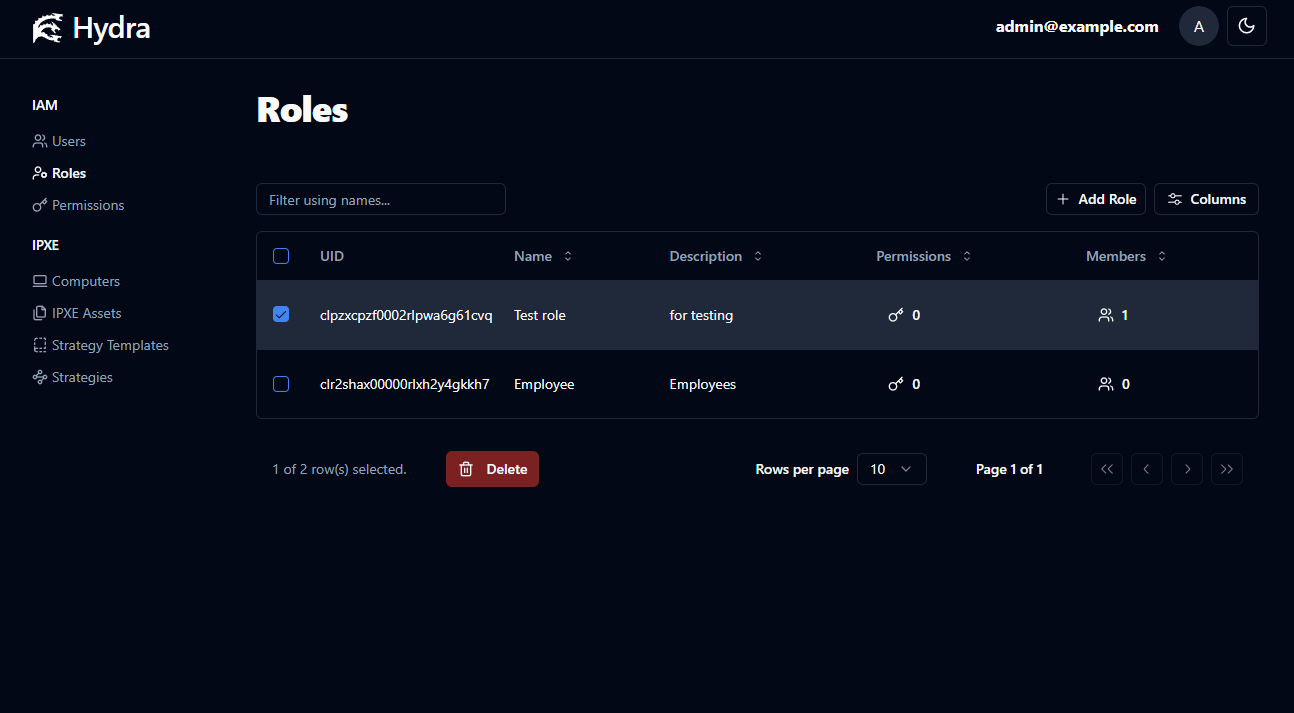 Hydra
admin@example.com
A
IAM
Users
Roles
Permissions
IPXE
Computers
IPXE Assets
Strategy Templates
Strategies
Roles
Filter using names...
Add Role
Columns
UID Name Description Permissions Members
clpzxcpzf0002rlpwa6g61cvq Test role for testing 0 1
clr2shax00000rlxh2y4gkkh7 Employee Employees 0 0
1 of 2 row(s) selected. Delete Rows per page 10 Page 1 of 1